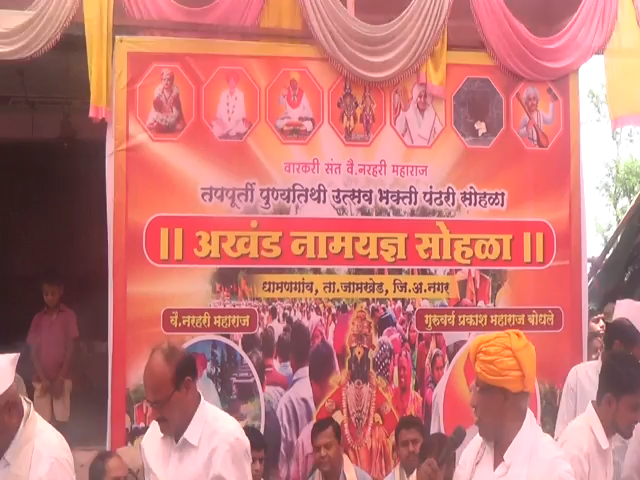 वारकरी संत वै.नरहरी महाराज
तपपूर्ती पुण्यतिथी उत्सव भक्ती पंढरी सोहळा
॥ अखंड नामयज्ञ सोहळा ॥
धामणगांव, ता.जामखेड, जि.अ.नगर
वै.नरहरी महाराज
गुरुवर्य प्रकाश महाराज बोधले